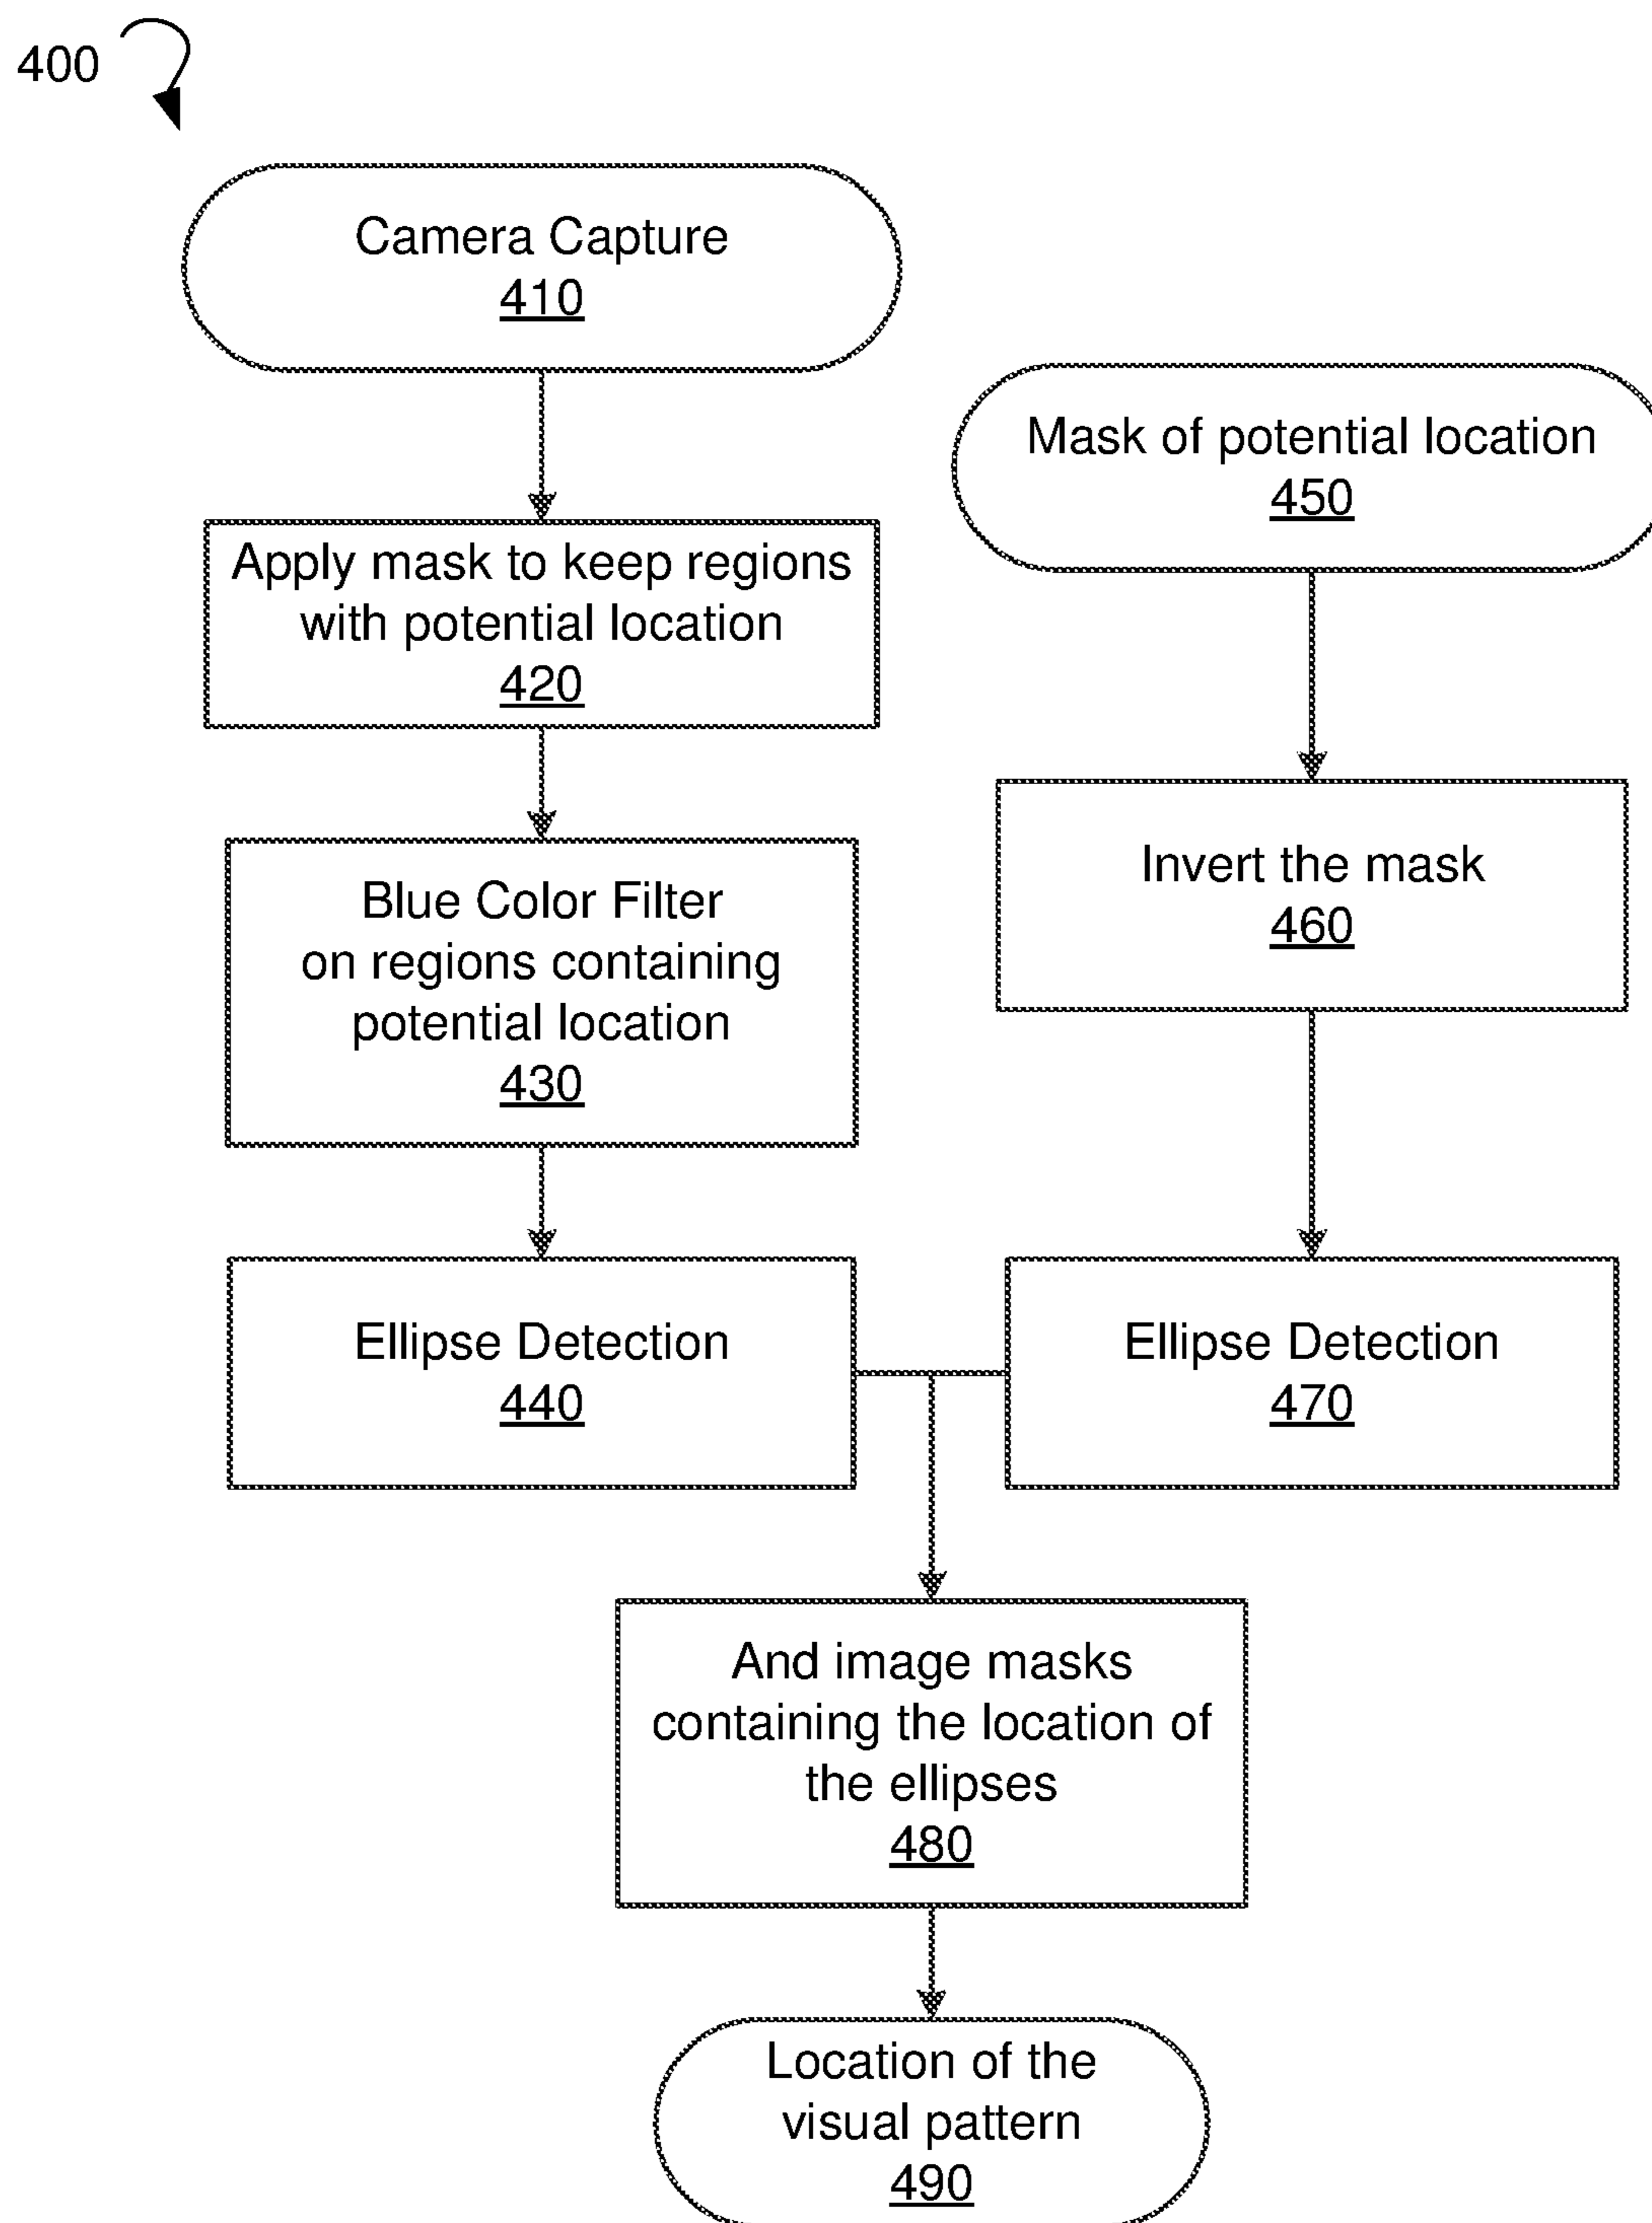 400
Camera Capture
410
Apply mask to keep regions
with potential location
420
Blue Color Filter
on regions containing
potential location
430
Ellipse Detection
440
Mask of potential location
450
Invert the mask
460
Ellipse Detection
470
And image masks
containing the location of
the ellipses
480
Location of the
visual pattern
490